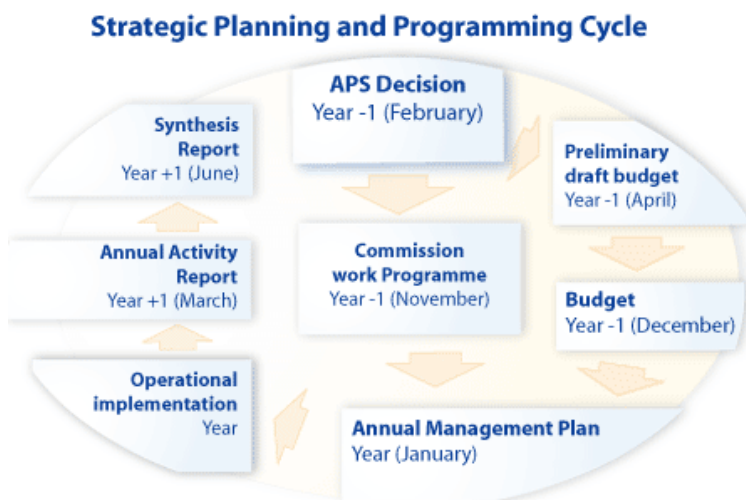 Strategic Planning and Programming Cycle
APS Decision
Year -1 (February)
Synthesis
Report
Year +1 (June)
Preliminary
draft budget
Year -1 (April)
Annual Activity
Report
Year +1 (March)
Commission
work Programme
Year -1 (November)
Budget
Year -1 (December)
Operational
implementation
Year
Annual Management Plan
Year (January)